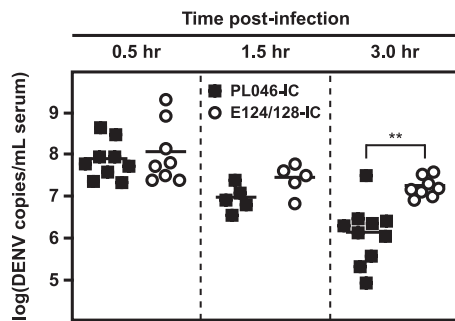 Time post-infection
0.5 hr 1.5 hr 3.0 hr
PL046-IC
E124/128-IC
**
log(DENV copies/mL serum)
9
8
7
6
5